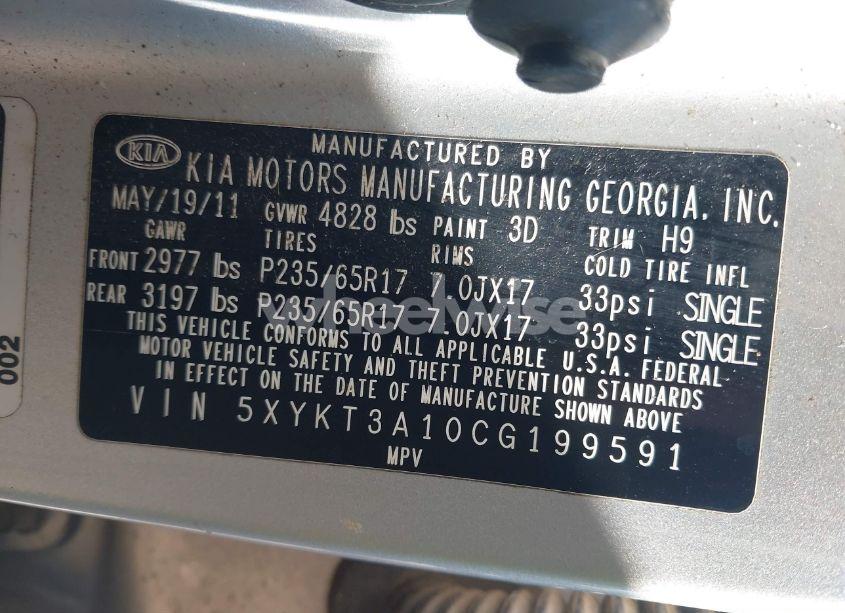 MANUFACTURED BY
KIA KIA MOTORS MANUFACTURING GEORGIA, INC.
MAY/19/11 GVWR 4828 lbs PAINT 3D TRIM H9
GAWR TIRES RIMS COLD TIRE INFL
FRONT 2977 lbs P235/65R17 7.0JX17 33psi SINGLE
REAR 3197 lbs P235/65R17 7.0JX17 33psi SINGLE
THIS VEHICLE CONFORMS TO ALL APPLICABLE U.S.A. FEDERAL
MOTOR VEHICLE SAFETY AND THEFT PREVENTION STANDARDS
IN EFFECT ON THE DATE OF MANUFACTURE SHOWN ABOVE
VIN 5XYKT3A10CG199591
MPV
002
wheelwise